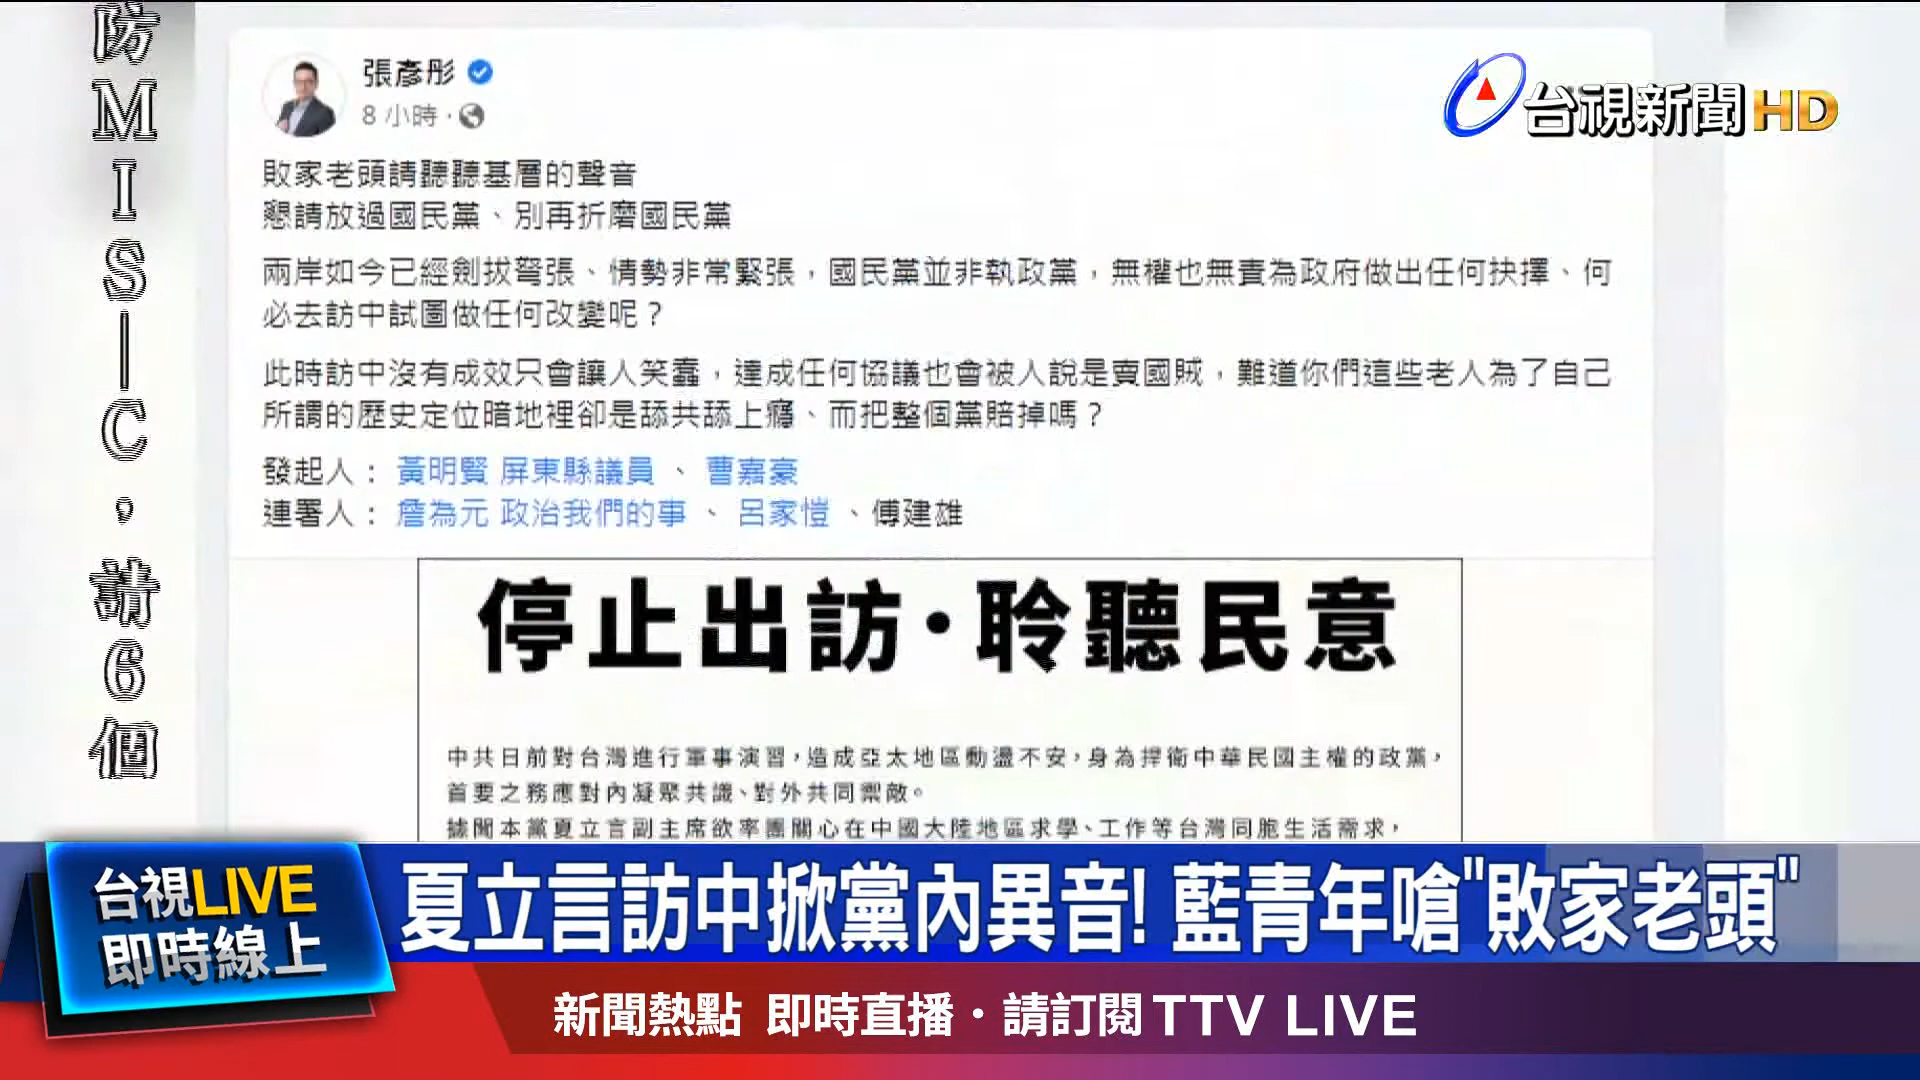 防MISIC·請6個
張彥彤
8 小時 ·
台視新聞HD
敗家老頭請聽聽基層的聲音
懇請放過國民黨、別再折磨國民黨
兩岸如今已經劍拔弩張、情勢非常緊張，國民黨並非執政黨，無權也無責為政府做出任何抉擇、何
必去訪中試圖做任何改變呢？
此時訪中沒有成效只會讓人笑蠢，達成任何協議也會被人說是賣國賊，難道你們這些老人為了自己
所謂的歷史定位暗地裡卻是舔共舔上癮、而把整個黨賠掉嗎？
發起人： 黃明賢 屏東縣議員 、 曹嘉豪
連署人： 詹為元 政治我們的事 、 呂家愷 、傅建雄
停止出訪·聆聽民意
中共日前對台灣進行軍事演習，造成亞太地區動盪不安，身為捍衛中華民國主權的政黨，
首要之務應對內凝聚共識、對外共同禦敵。
據聞本黨夏立言副主席欲率團關心在中國大陸地區求學、工作等台灣同胞生活需求，
台視LIVE
即時線上
夏立言訪中掀黨內異音! 藍青年嗆"敗家老頭"
新聞熱點 即時直播·請訂閱TTV LIVE